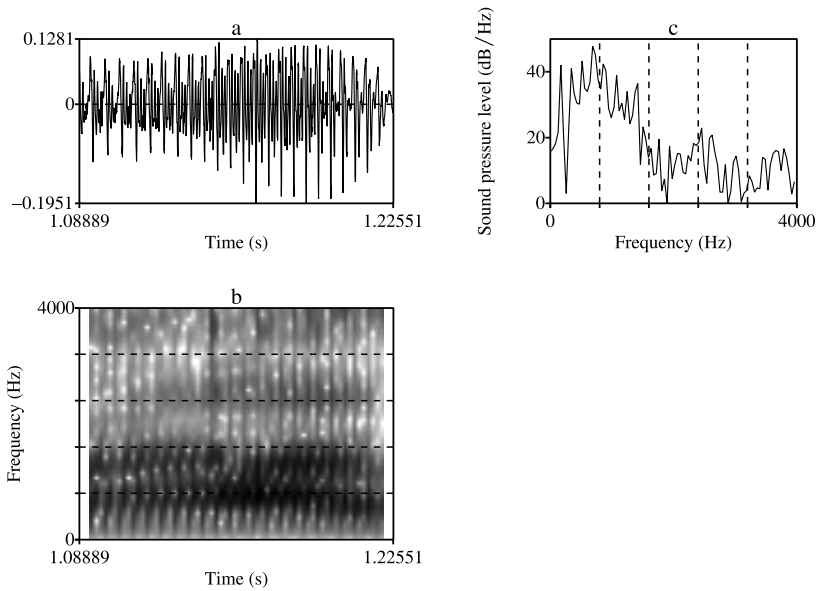 a
0.1281
0
–0.1951
1.08889
1.22551
Time (s)
c
Sound pressure level (dB/Hz)
40
20
0
0
4000
Frequency (Hz)
b
4000
Frequency (Hz)
0
1.08889
1.22551
Time (s)